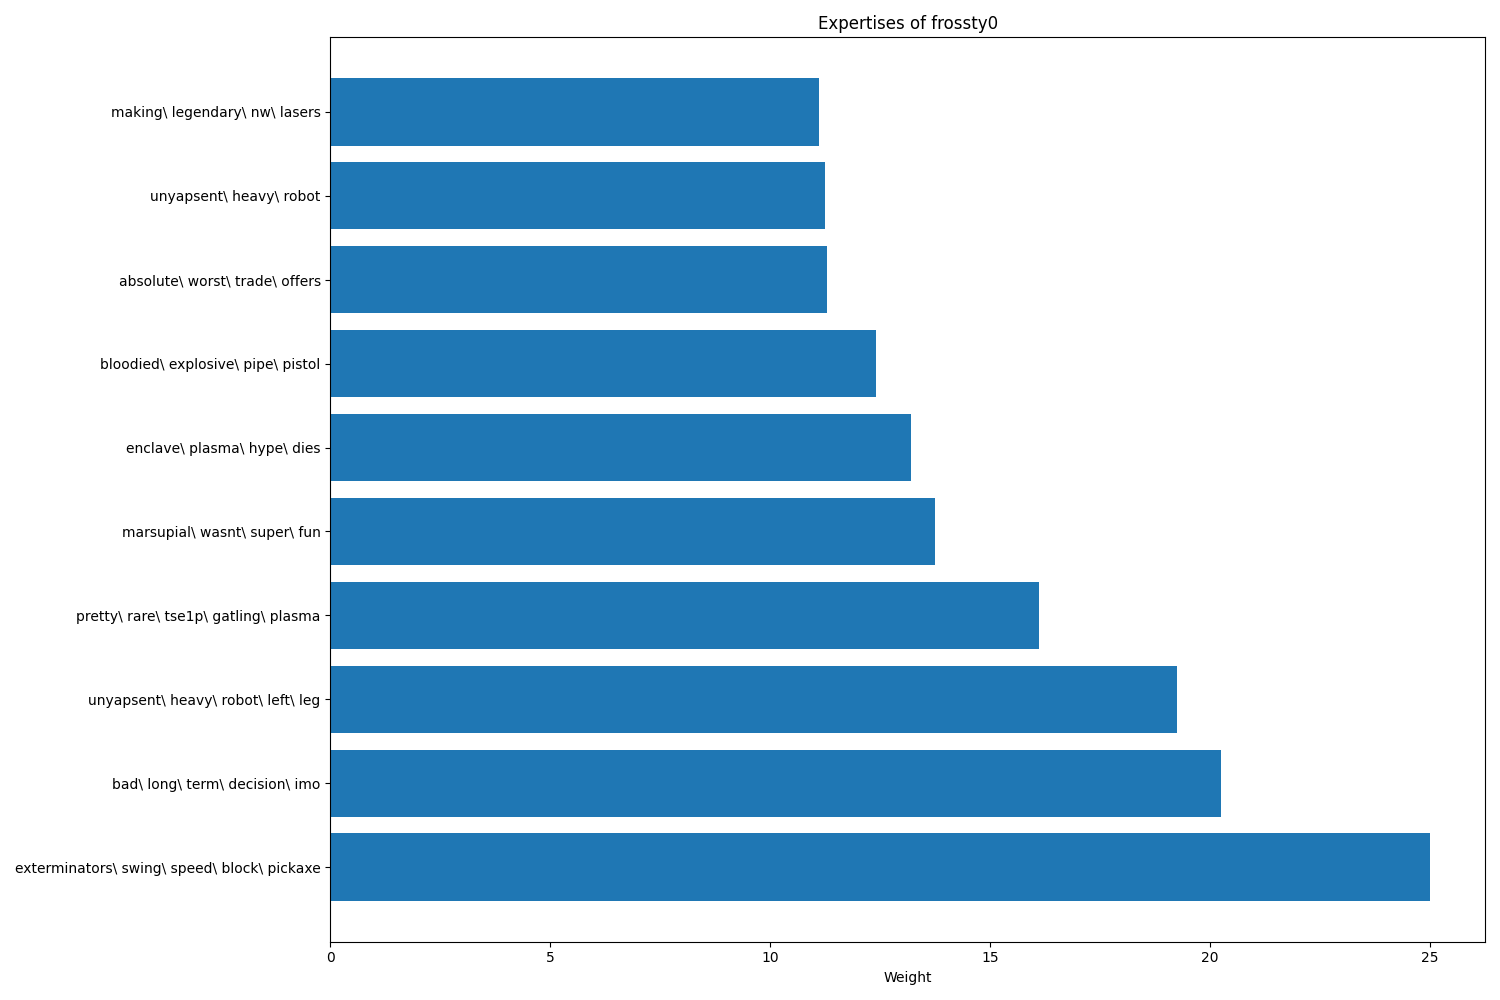 Expertises of frossty0
making\ legendary\ nw\ lasers
unyapsent\ heavy\ robot
absolute\ worst\ trade\ offers
bloodied\ explosive\ pipe\ pistol
enclave\ plasma\ hype\ dies
marsupial\ wasnt\ super\ fun
pretty\ rare\ tse1p\ gatling\ plasma
unyapsent\ heavy\ robot\ left\ leg
bad\ long\ term\ decision\ imo
exterminators\ swing\ speed\ block\ pickaxe
0 5 10 15 20 25
Weight